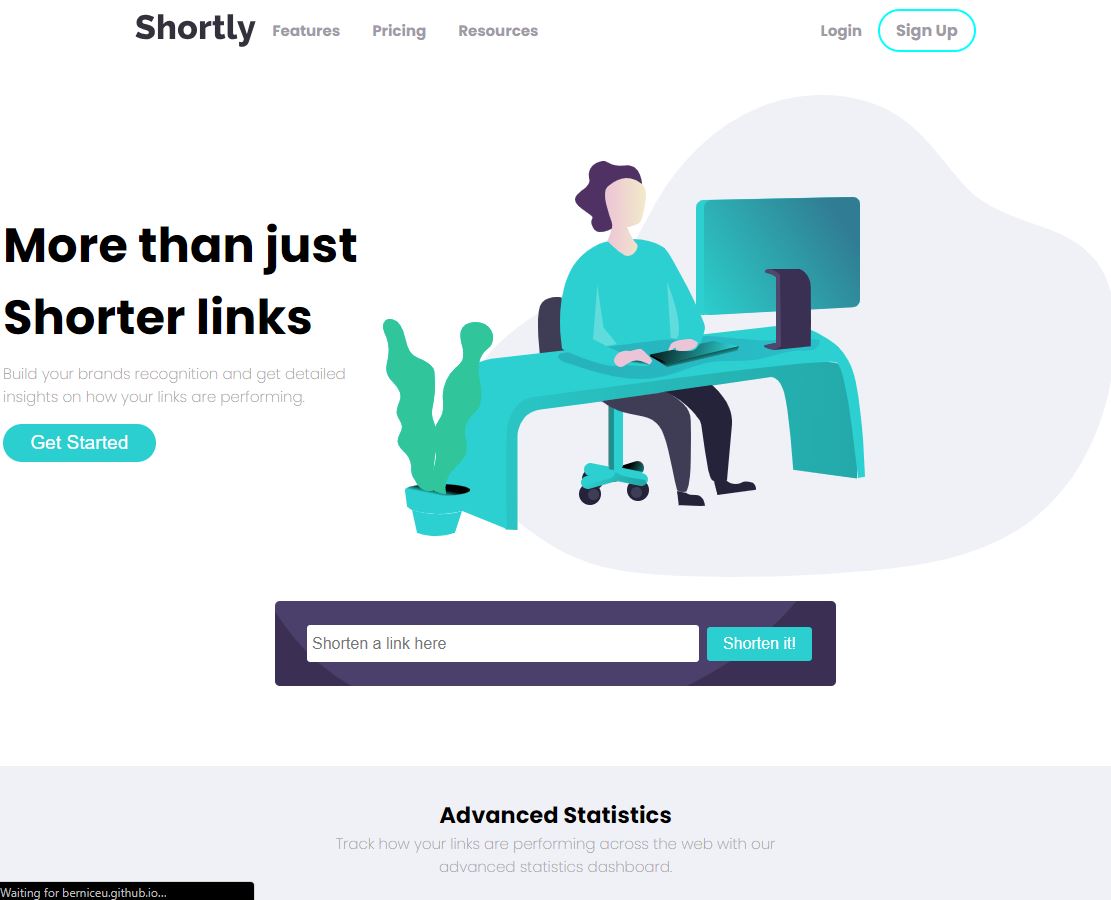 Shortly Features Pricing Resources Login Sign Up
More than just
Shorter links
Build your brands recognition and get detailed
insights on how your links are performing.
Get Started
Shorten a link here Shorten it!
Advanced Statistics
Track how your links are performing across the web with our
advanced statistics dashboard.
Waiting for berniceu.github.io...